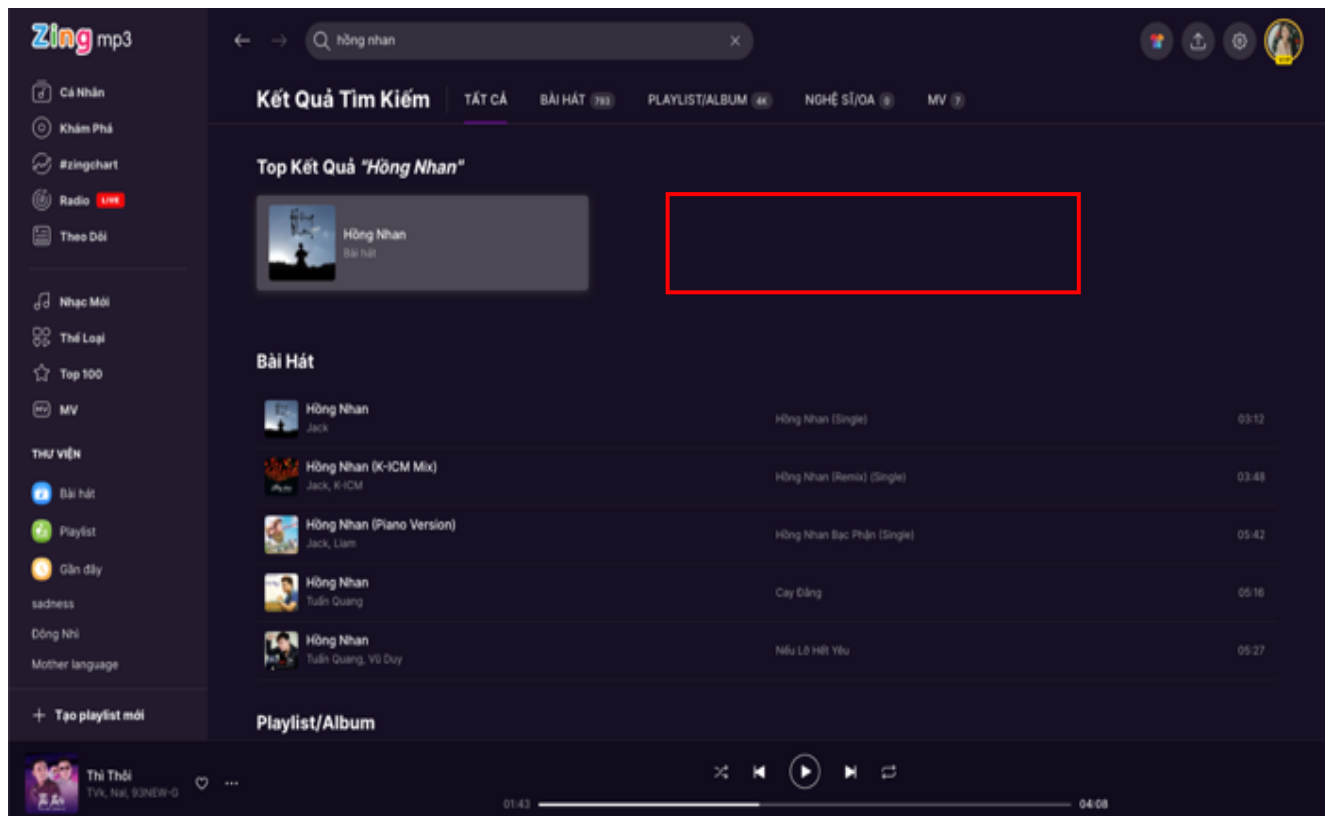 Zing mp3
hồng nhan
Kết Quả Tìm Kiếm TẤT CẢ BÀI HÁT 793 PLAYLIST/ALBUM 4K NGHỆ SĨ/OA MV 7
Cá Nhân
Khám Phá
#zingchart
Radio LIVE
Theo Dõi
Nhạc Mới
Thể Loại
Top 100
MV
THƯ VIỆN
Bài hát
Playlist
Gần đây
sadness
Đông Nhi
Mother language
Tạo playlist mới
Top Kết Quả "Hồng Nhan"
Hồng Nhan
Bài hát
Bài Hát
Hồng Nhan
Jack
Hồng Nhan (Single) 03:12
Hồng Nhan (K-ICM Mix)
Jack, K-ICM
Hồng Nhan (Remix) (Single) 03:48
Hồng Nhan (Piano Version)
Jack, Liam
Hồng Nhan Bạc Phận (Single) 05:42
Hồng Nhan
Tuấn Quang
Cay Đắng 05:16
Hồng Nhan
Tuấn Quang, Vũ Duy
Nếu Lỡ Hết Yêu 05:27
Playlist/Album
Thì Thôi
TVk, Nal, 93NEW-G
01:43 04:08